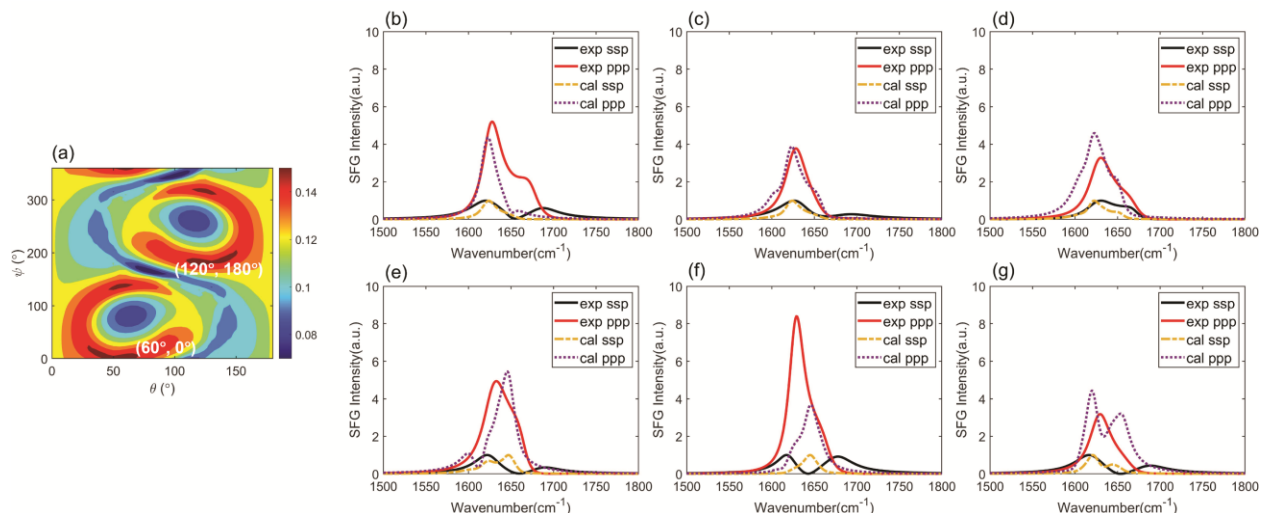 (a)
ψ (°)
300
200
100
0
0 50 100 150
θ (°)
(120°, 180°)
(60°, 0°)
0.14
0.12
0.1
0.08
(b)
SFG Intensity(a.u.)
10
8
6
4
2
0
exp ssp
exp ppp
cal ssp
cal ppp
1500 1550 1600 1650 1700 1750 1800
Wavenumber(cm⁻¹)
(c)
SFG Intensity(a.u.)
10
8
6
4
2
0
exp ssp
exp ppp
cal ssp
cal ppp
1500 1550 1600 1650 1700 1750 1800
Wavenumber(cm⁻¹)
(d)
SFG Intensity(a.u.)
10
8
6
4
2
0
exp ssp
exp ppp
cal ssp
cal ppp
1500 1550 1600 1650 1700 1750 1800
Wavenumber(cm⁻¹)
(e)
SFG Intensity(a.u.)
10
8
6
4
2
0
exp ssp
exp ppp
cal ssp
cal ppp
1500 1550 1600 1650 1700 1750 1800
Wavenumber(cm⁻¹)
(f)
SFG Intensity(a.u.)
10
8
6
4
2
0
exp ssp
exp ppp
cal ssp
cal ppp
1500 1550 1600 1650 1700 1750 1800
Wavenumber(cm⁻¹)
(g)
SFG Intensity(a.u.)
10
8
6
4
2
0
exp ssp
exp ppp
cal ssp
cal ppp
1500 1550 1600 1650 1700 1750 1800
Wavenumber(cm⁻¹)